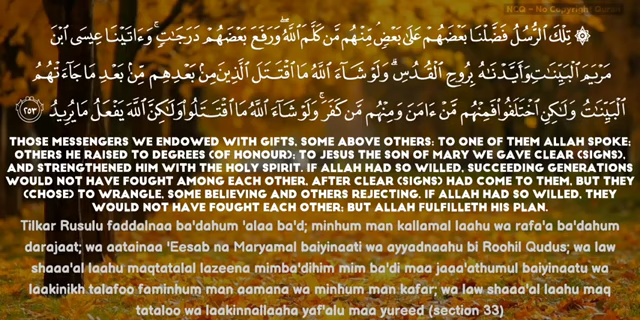 NCQ - No Copyright Quran
۞ تِلْكَ الرُّسُلُ فَضَّلْنَا بَعْضَهُمْ عَلَىٰ بَعْضٍ ۘ مِّنْهُم مَّن كَلَّمَ اللَّهُ ۖ وَرَفَعَ بَعْضَهُمْ دَرَجَاتٍ ۚ وَءَاتَيْنَا عِيسَى ابْنَ
مَرْيَمَ الْبَيِّنَاتِ وَأَيَّدْنَاهُ بِرُوحِ الْقُدُسِ ۗ وَلَوْ شَاءَ اللَّهُ مَا اقْتَتَلَ الَّذِينَ مِنْ بَعْدِهِم مِّنْ بَعْدِ مَا جَاءَتْهُمُ
الْبَيِّنَاتُ وَلَٰكِنِ اخْتَلَفُوا فَمِنْهُم مَّنْ ءَامَنَ وَمِنْهُم مَّن كَفَرَ ۚ وَلَوْ شَاءَ اللَّهُ مَا اقْتَتَلُوا وَلَٰكِنَّ اللَّهَ يَفْعَلُ مَا يُرِيدُ ﴿٢٥٣﴾
THOSE MESSENGERS WE ENDOWED WITH GIFTS, SOME ABOVE OTHERS: TO ONE OF THEM ALLAH SPOKE;
OTHERS HE RAISED TO DEGREES (OF HONOUR); TO JESUS THE SON OF MARY WE GAVE CLEAR (SIGNS),
AND STRENGTHENED HIM WITH THE HOLY SPIRIT. IF ALLAH HAD SO WILLED, SUCCEEDING GENERATIONS
WOULD NOT HAVE FOUGHT AMONG EACH OTHER, AFTER CLEAR (SIGNS) HAD COME TO THEM, BUT THEY
(CHOSE) TO WRANGLE, SOME BELIEVING AND OTHERS REJECTING. IF ALLAH HAD SO WILLED, THEY
WOULD NOT HAVE FOUGHT EACH OTHER; BUT ALLAH FULFILLETH HIS PLAN.
Tilkar Rusulu faddalnaa ba'dahum 'alaa ba'd; minhum man kallamal laahu wa rafa'a ba'dahum
darajaat; wa aatainaa 'Eesab na Maryamal baiyinaati wa ayyadnaahu bi Roohil Qudus; wa law
shaaa'al laahu maqtatalal lazeena mimba'dihim mim ba'di maa jaaa'athumul baiyinaatu wa
laakinikh talafoo faminhum man aamana wa minhum man kafar; wa law shaaa'al laahu maq
tataloo wa laakinnallaaha yaf'alu maa yureed (section 33)